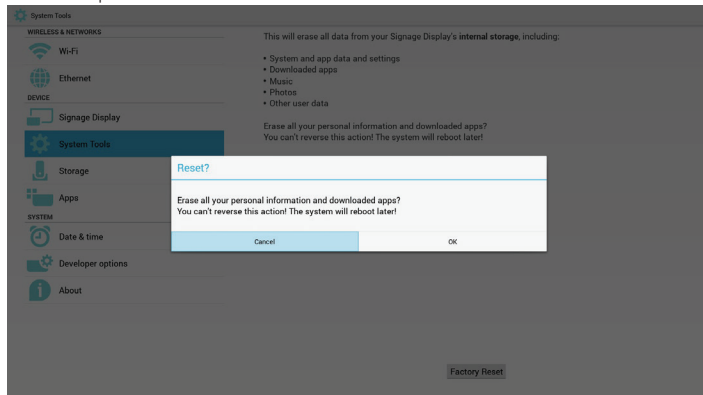 System Tools
WIRELESS & NETWORKS
Wi-Fi
Ethernet
DEVICE
Signage Display
System Tools
Storage
Apps
SYSTEM
Date & time
Developer options
About
This will erase all data from your Signage Display's internal storage, including:
• System and app data and settings
• Downloaded apps
• Music
• Photos
• Other user data
Erase all your personal information and downloaded apps?
You can't reverse this action! The system will reboot later!
Reset?
Erase all your personal information and downloaded apps?
You can't reverse this action! The system will reboot later!
Cancel
OK
Factory Reset